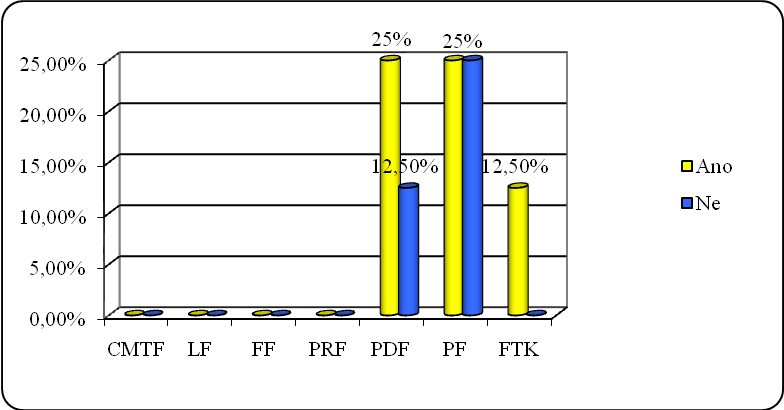 25% 25%
25,00%
20,00%
15,00% 12,50% 12,50% Ano
Ne
10,00%
5,00%
0,00%
CMTF LF FF PRF PDF PF FTK